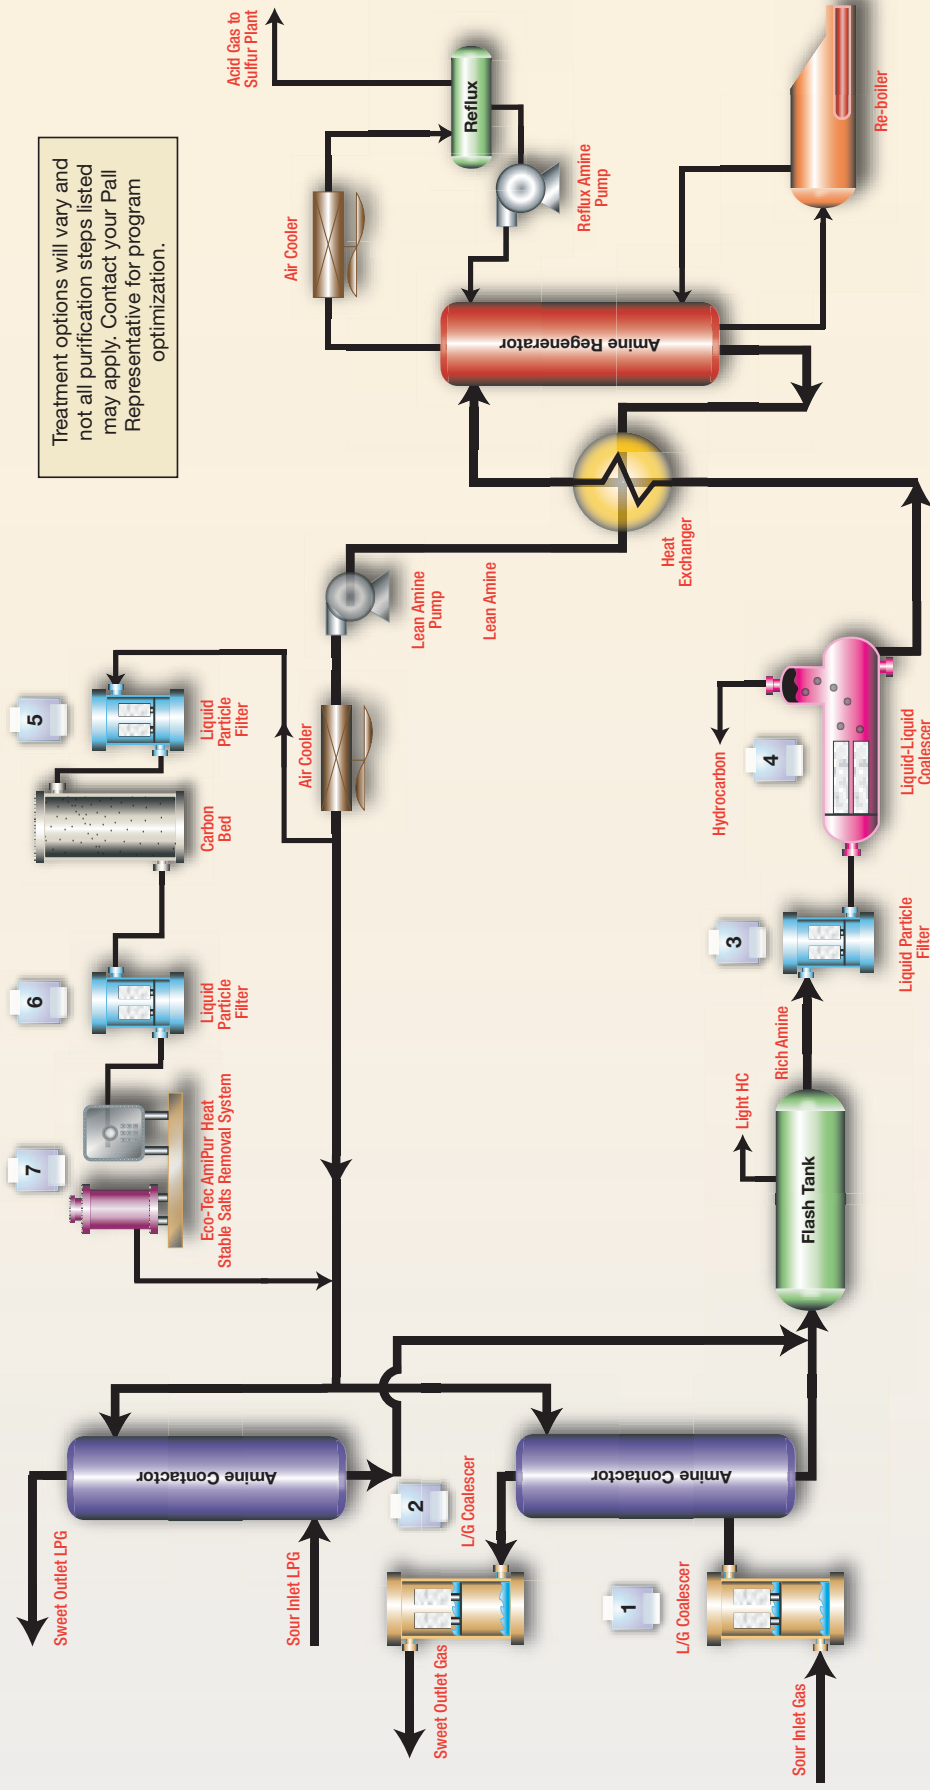 Treatment options will vary and
not all purification steps listed
may apply. Contact your Pall
Representative for program
optimization.
Sweet Outlet LPG
Sour Inlet LPG
Amine Contactor
Sweet Outlet Gas
2
L/G Coalescer
Amine Contactor
1
L/G Coalescer
Sour Inlet Gas
7
Eco-Tec AmiPur Heat
Stable Salts Removal System
6
Liquid
Particle
Filter
Carbon
Bed
5
Liquid
Particle
Filter
Air Cooler
Lean Amine
Pump
Lean Amine
Heat
Exchanger
Flash Tank
Light HC
Rich Amine
3
Liquid Particle
Filter
Hydrocarbon
4
Liquid-Liquid
Coalescer
Amine Regenerator
Air Cooler
Acid Gas to
Sulfur Plant
Reflux
Reflux Amine
Pump
Re-boiler